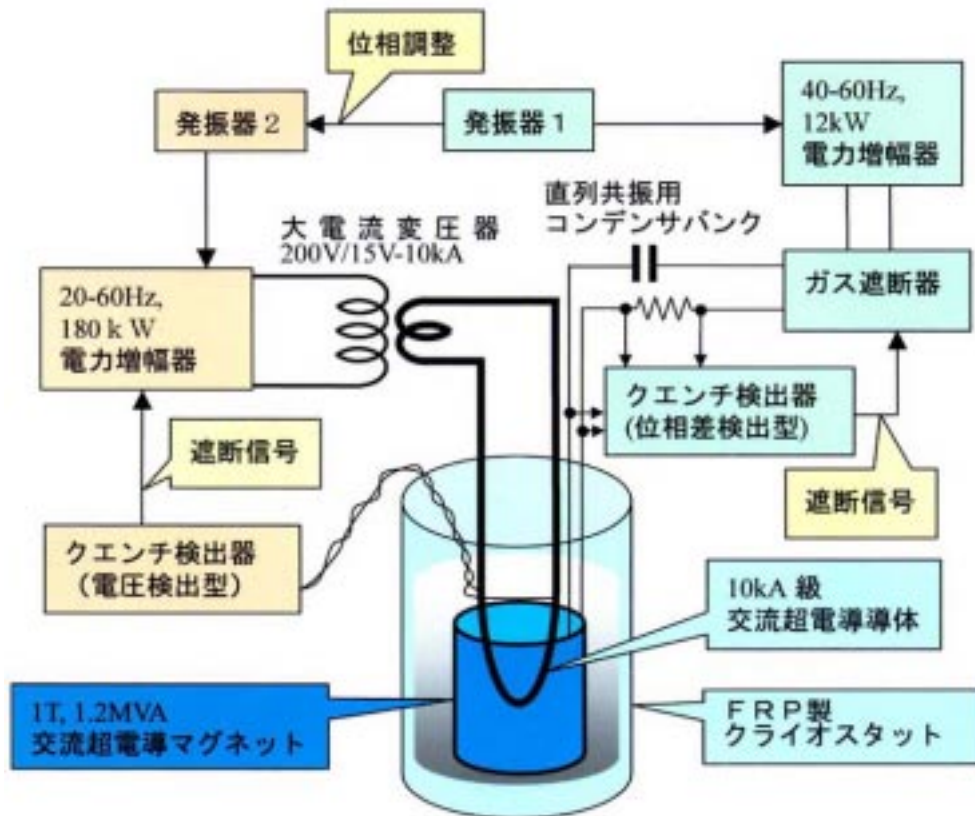 位相調整
発振器２
発振器１
40-60Hz,
12kW
電力増幅器
直列共振用
コンデンサバンク
大電流変圧器
200V/15V-10kA
ガス遮断器
20-60Hz,
180 k W
電力増幅器
クエンチ検出器
(位相差検出型)
遮断信号
遮断信号
クエンチ検出器
（電圧検出型）
10kA 級
交流超電導導体
1T, 1.2MVA
交流超電導マグネット
ＦＲＰ製
クライオスタット